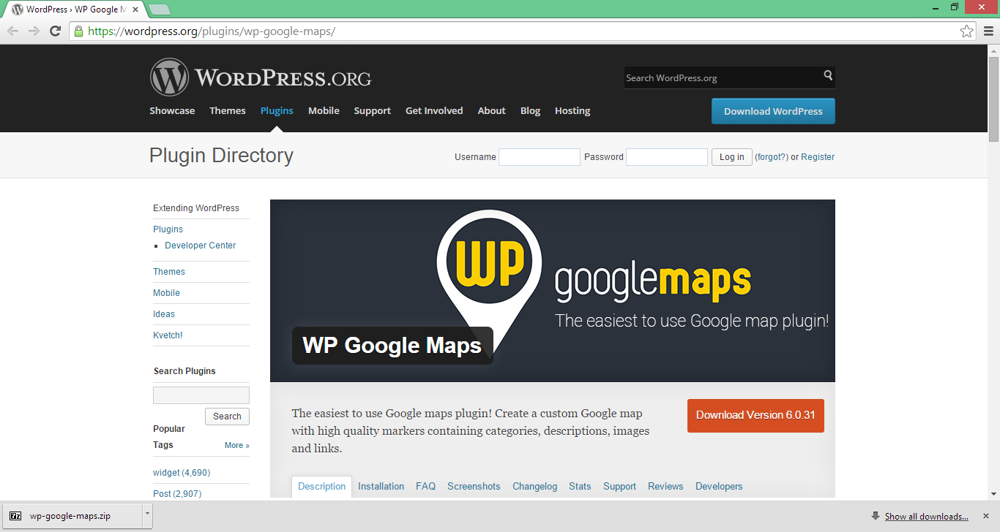 WordPress › WP Google M
https://wordpress.org/plugins/wp-google-maps/
WORDPRESS.ORG
Search WordPress.org
Showcase Themes Plugins Mobile Support Get Involved About Blog Hosting
Download WordPress
Plugin Directory
Username Password Log in (forgot?) or Register
Extending WordPress
Plugins
Developer Center
Themes
Mobile
Ideas
Kvetch!
Search Plugins
Search
Popular
Tags More »
widget (4,690)
Post (2,907)
WP
googlemaps
The easiest to use Google map plugin!
WP Google Maps
The easiest to use Google maps plugin! Create a custom Google map
with high quality markers containing categories, descriptions, images
and links.
Download Version 6.0.31
Description Installation FAQ Screenshots Changelog Stats Support Reviews Developers
7z wp-google-maps.zip
Show all downloads...